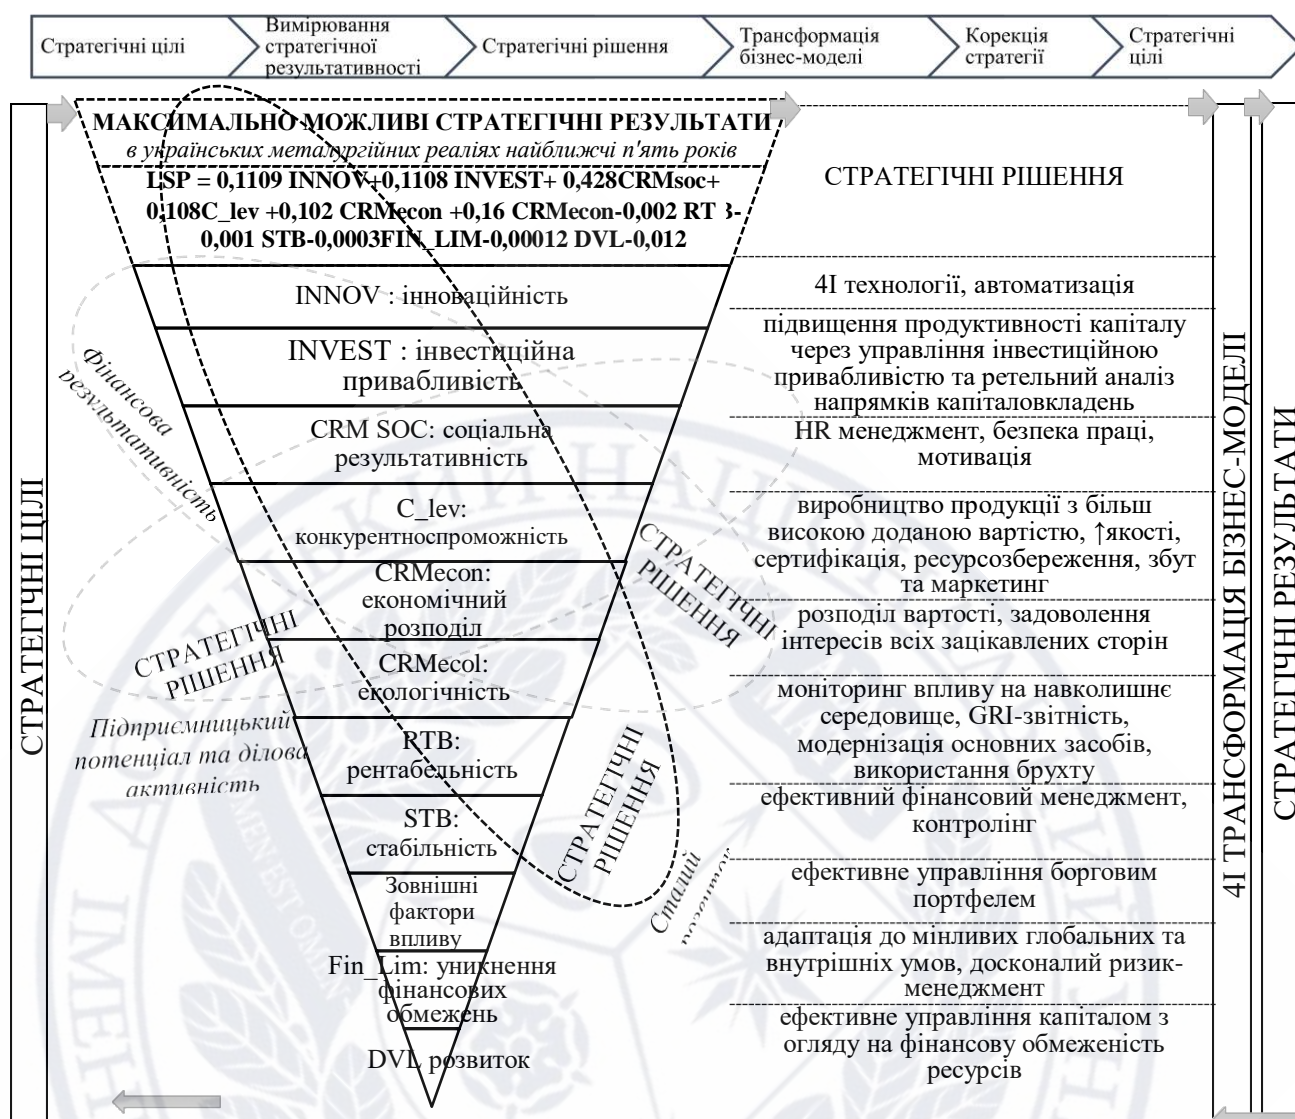 Стратегічні цілі
Вимірювання
стратегічної
результативності
Стратегічні рішення
Трансформація
бізнес-моделі
Корекція
стратегії
Стратегічні
цілі
СТРАТЕГІЧНІ ЦІЛІ
МАКСИМАЛЬНО МОЖЛИВІ СТРАТЕГІЧНІ РЕЗУЛЬТАТИ
в українських металургійних реаліях найближчі п'ять років
LSP = 0,1109 INNOV+0,1108 INVEST+ 0,428CRMsoc+
0,108C_lev +0,102 CRMecon +0,16 CRMecon-0,002 RT -
0,001 STB-0,0003FIN_LIM-0,00012 DVL-0,012
INNOV : інноваційність
INVEST : інвестиційна
привабливість
CRM SOC: соціальна
результативність
C_lev:
конкурентноспроможність
CRMecon:
економічний
розподіл
CRMecol:
екологічність
RTB:
рентабельність
STB:
стабільність
Зовнішні
фактори
впливу
Fin_Lim: уникнення
фінансових
обмежень
DVL розвиток
Фінансова
результативність
СТРАТЕГІЧНІ
РІШЕННЯ
Підприємницький
потенціал та ділова
активність
СТРАТЕГІЧНІ
РІШЕННЯ
СТРАТЕГІЧНІ
РІШЕННЯ
Сталий
СТРАТЕГІЧНІ РІШЕННЯ
4І технології, автоматизація
підвищення продуктивності капіталу
через управління інвестиційною
привабливістю та ретельний аналіз
напрямків капіталовкладень
HR менеджмент, безпека праці,
мотивація
виробництво продукції з більш
високою доданою вартістю, ↑якості,
сертифікація, ресурсозбереження, збут
та маркетинг
розподіл вартості, задоволення
інтересів всіх зацікавлених сторін
моніторинг впливу на навколишнє
середовище, GRI-звітність,
модернізація основних засобів,
використання брухту
ефективний фінансовий менеджмент,
контролінг
ефективне управління борговим
портфелем
адаптація до мінливих глобальних та
внутрішніх умов, досконалий ризик-
менеджмент
ефективне управління капіталом з
огляду на фінансову обмеженість
ресурсів
4І ТРАНСФОРМАЦІЯ БІЗНЕС-МОДЕЛІ
СТРАТЕГІЧНІ РЕЗУЛЬТАТИ